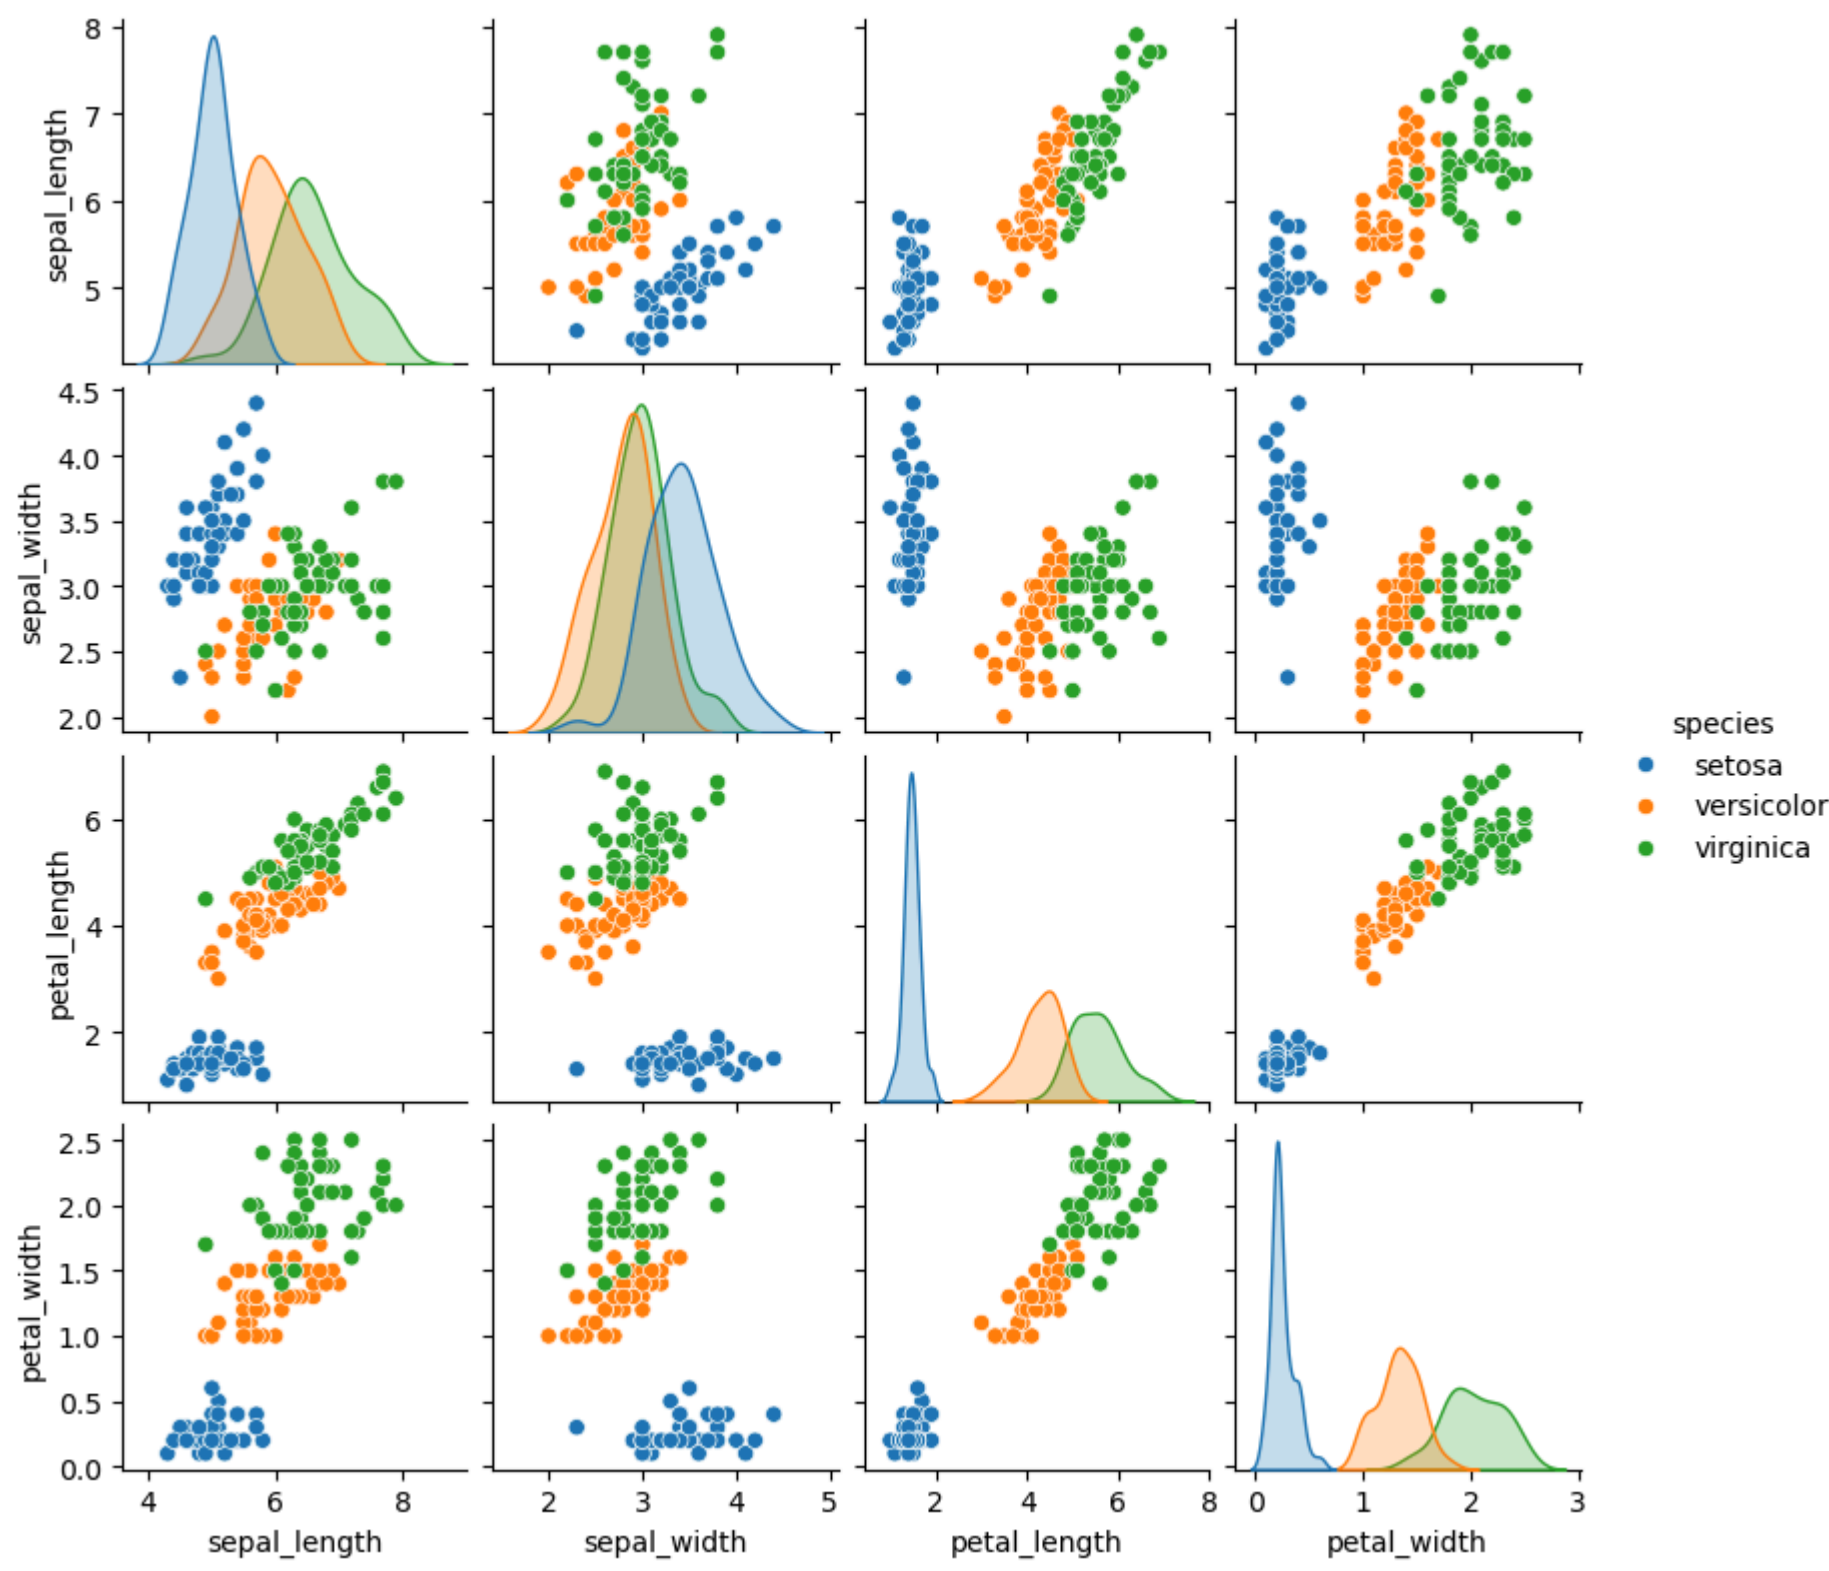 8
7
6
5
sepal_length
4.5
4.0
3.5
3.0
2.5
2.0
sepal_width
6
4
2
petal_length
2.5
2.0
1.5
1.0
0.5
0.0
petal_width
4 6 8
sepal_length
2 3 4 5
sepal_width
2 4 6 8
petal_length
0 1 2 3
petal_width
species
setosa
versicolor
virginica